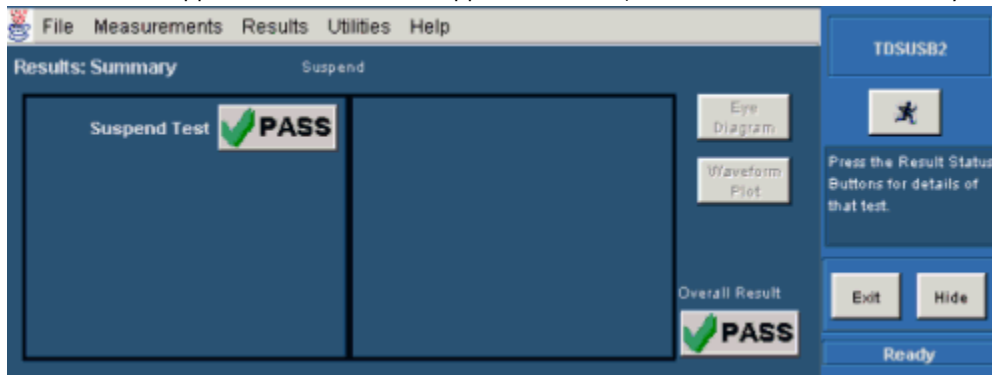 File Measurements Results Utilities Help
Results: Summary Suspend
Suspend Test PASS
Eye
Diagram
Waveform
Plot
Overall Result
PASS
TDSUSB2
Press the Result Status
Buttons for details of
that test.
Exit Hide
Ready